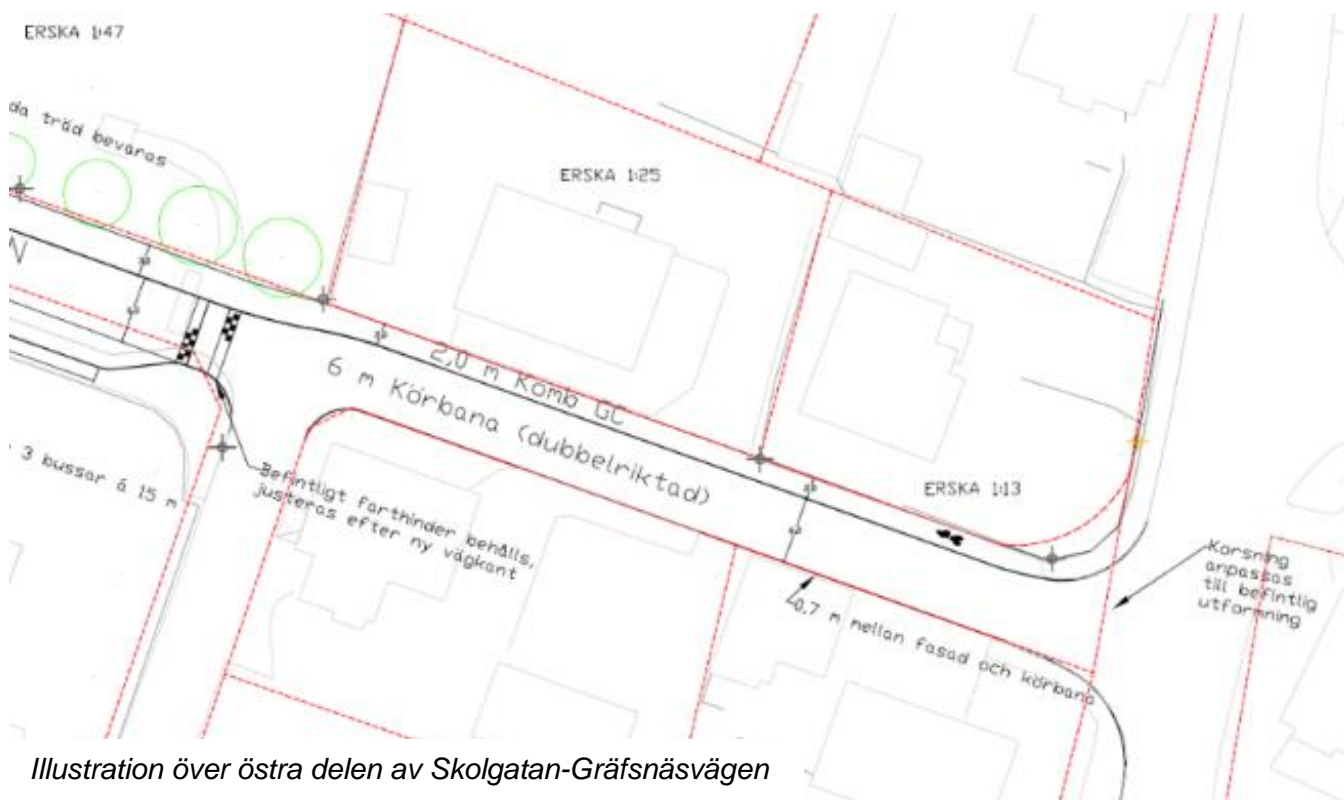 ERSKA 1:47
da träd bevaras
ERSKA 1:25
2,0 m Komb GC
6 m Körbana (dubbelriktad)
3 bussar á 15 m
Befintligt farthinder behålls,
justeras efter ny vägkant
ERSKA 1:13
Korsning
anpassas
till befintlig
utformning
~0,7 m mellan fasad och körbana
Illustration över östra delen av Skolgatan-Gräfsnäsvägen